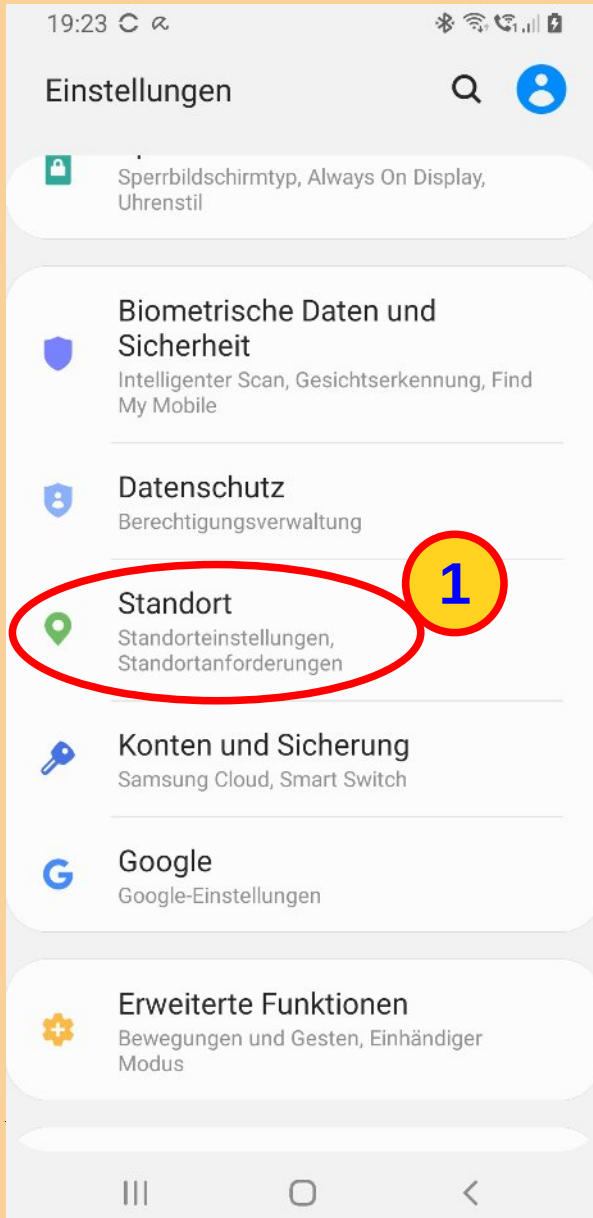 19:23
Einstellungen
Sperrbildschirmtyp, Always On Display,
Uhrenstil
Biometrische Daten und
Sicherheit
Intelligenter Scan, Gesichtserkennung, Find
My Mobile
Datenschutz
Berechtigungsverwaltung
1
Standort
Standorteinstellungen,
Standortanforderungen
Konten und Sicherung
Samsung Cloud, Smart Switch
Google
Google-Einstellungen
Erweiterte Funktionen
Bewegungen und Gesten, Einhändiger
Modus